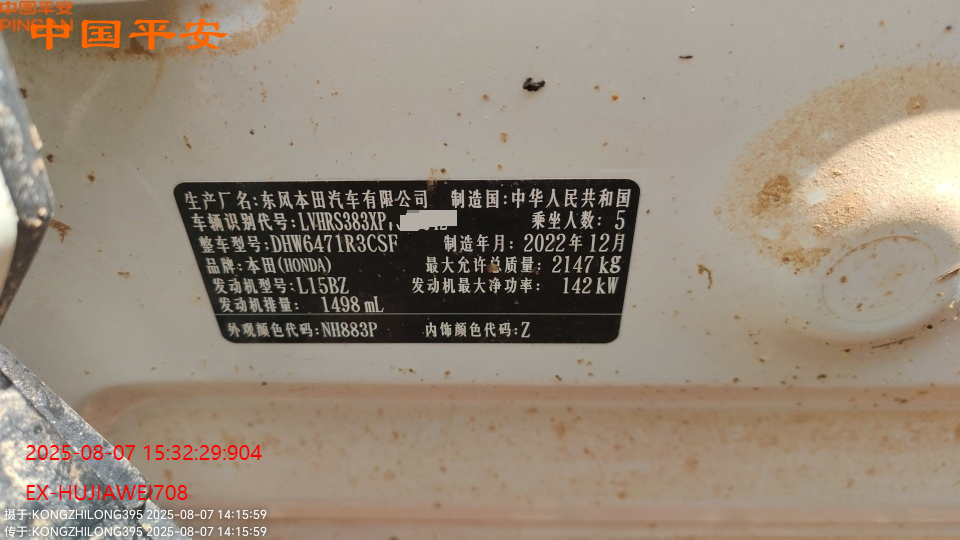 中国平安
PINGAN
中国平安
生产厂名:东风本田汽车有限公司 制造国:中华人民共和国
车辆识别代号:LVHRS383XP 乘坐人数: 5
整车型号:DHW6471R3CSF 制造年月: 2022年12月
品牌:本田(HONDA) 最大允许总质量: 2147kg
发动机型号:L15BZ 发动机最大净功率: 142kW
发动机排量: 1498mL
外观颜色代码:NH883P 内饰颜色代码:Z
2025-08-07 15:32:29:904
EX-HUJIAWEI708
摄于:KONGZHILONG395 2025-08-07 14:15:59
传于:KONGZHILONG395 2025-08-07 14:15:59